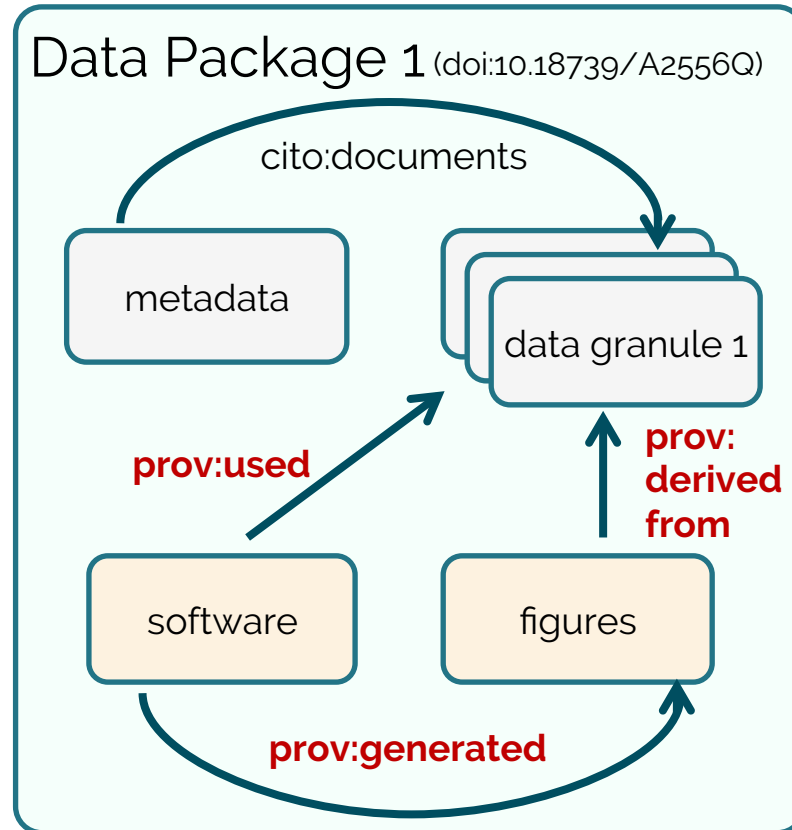 Data Package 1 (doi:10.18739/A2556Q)
cito:documents
metadata
data granule 1
prov:used
prov:
derived
from
software
figures
prov:generated